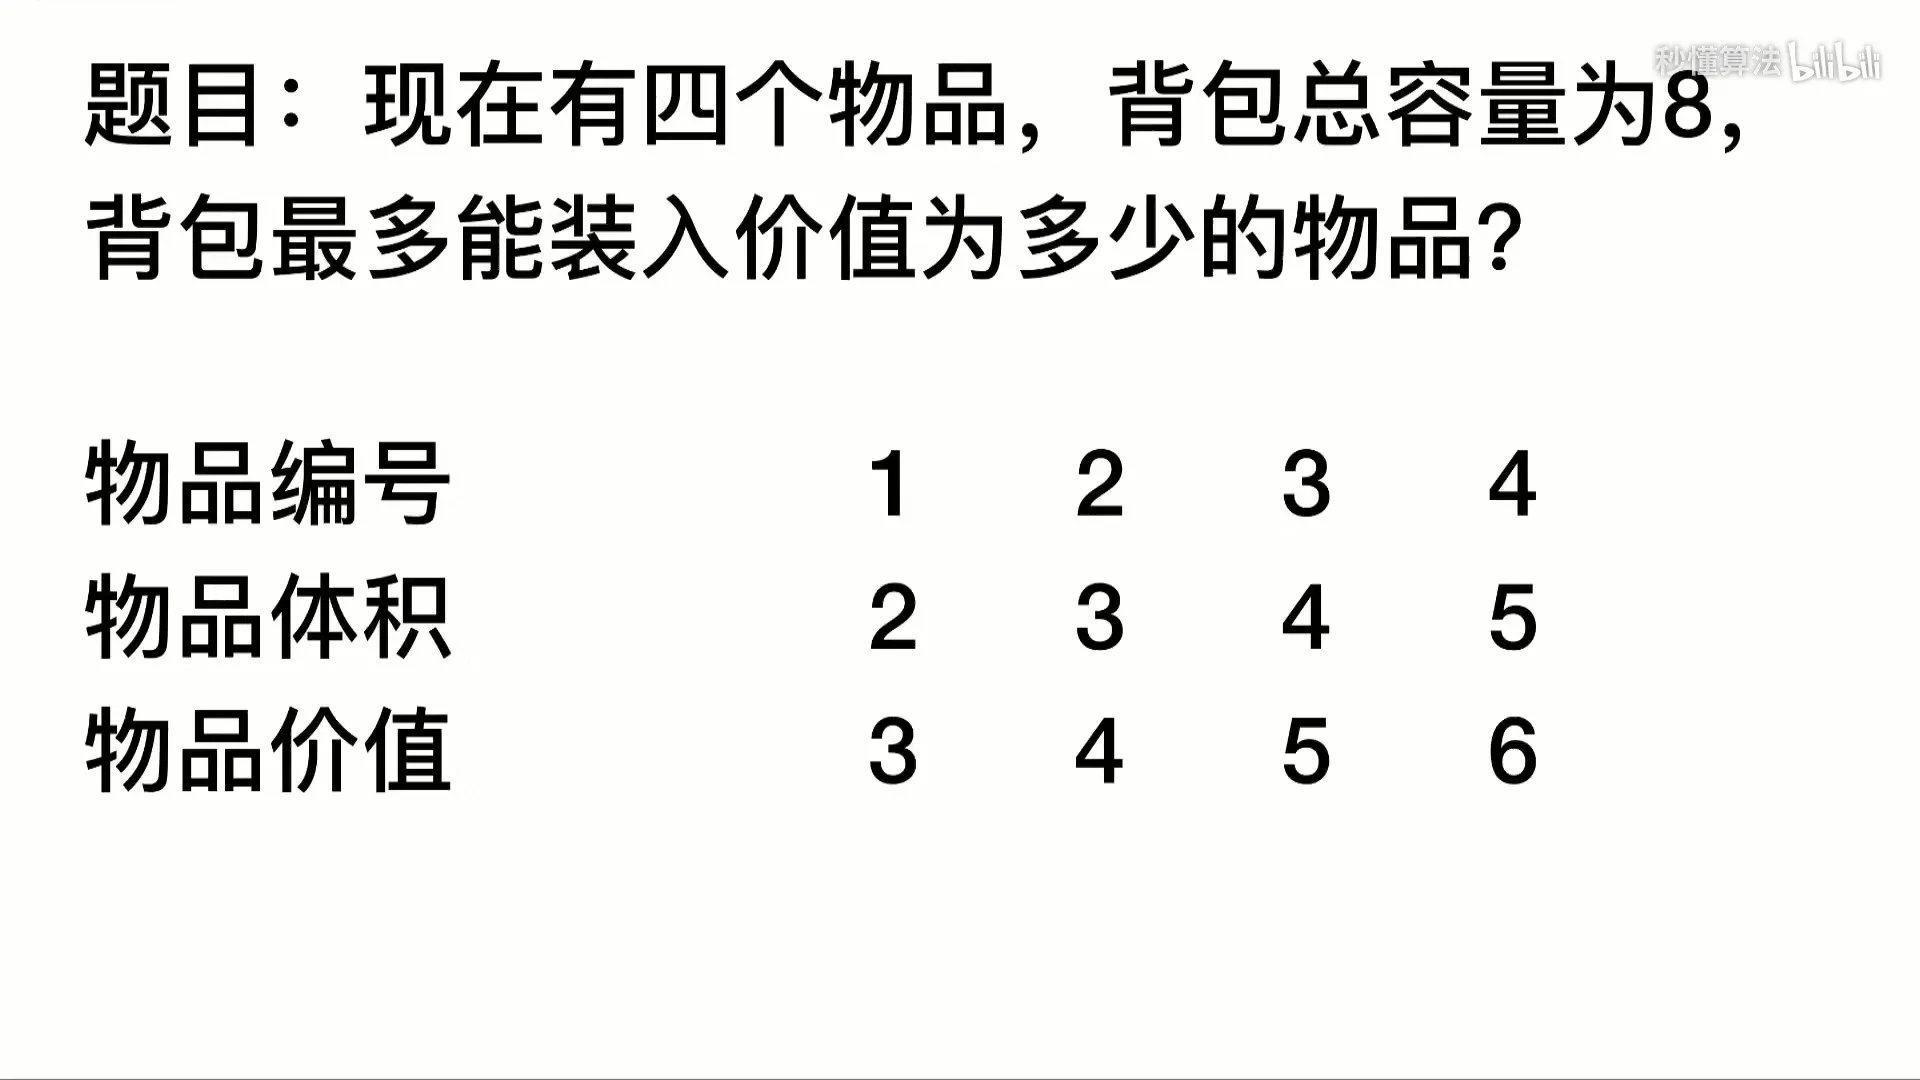 秒懂算法 bilibili
题目：现在有四个物品，背包总容量为8，
背包最多能装入价值为多少的物品？
物品编号 1 2 3 4
物品体积 2 3 4 5
物品价值 3 4 5 6